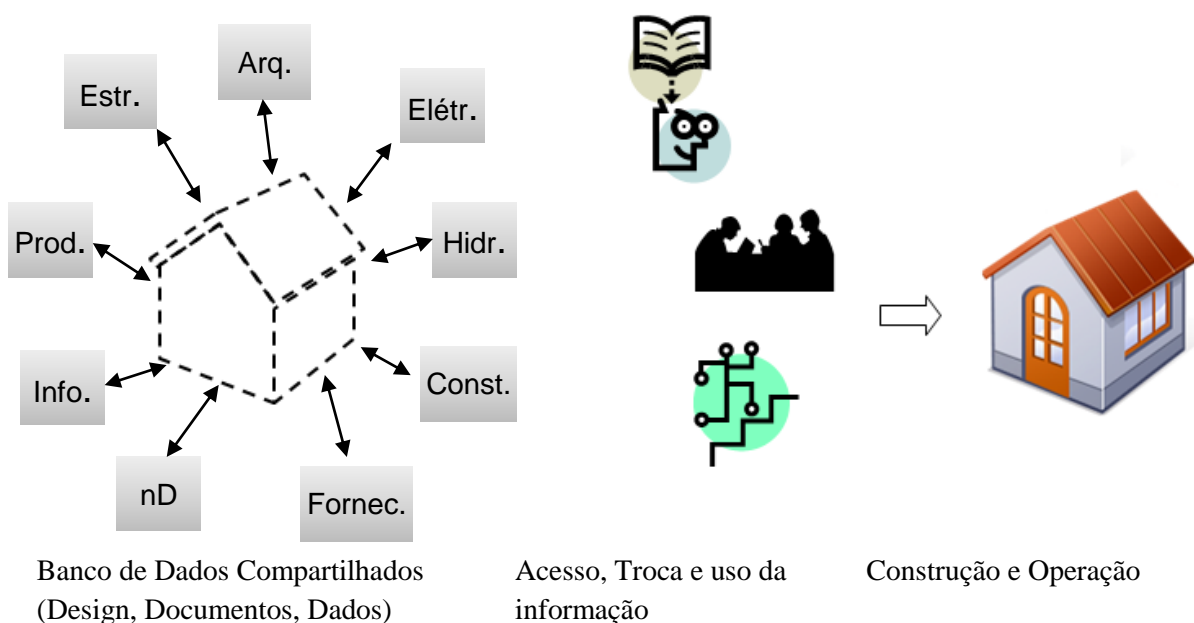 Arq.
Estr.
Elétr.
Prod.
Hidr.
Info.
Const.
nD
Fornec.
Banco de Dados Compartilhados
(Design, Documentos, Dados)
Acesso, Troca e uso da
informação
Construção e Operação